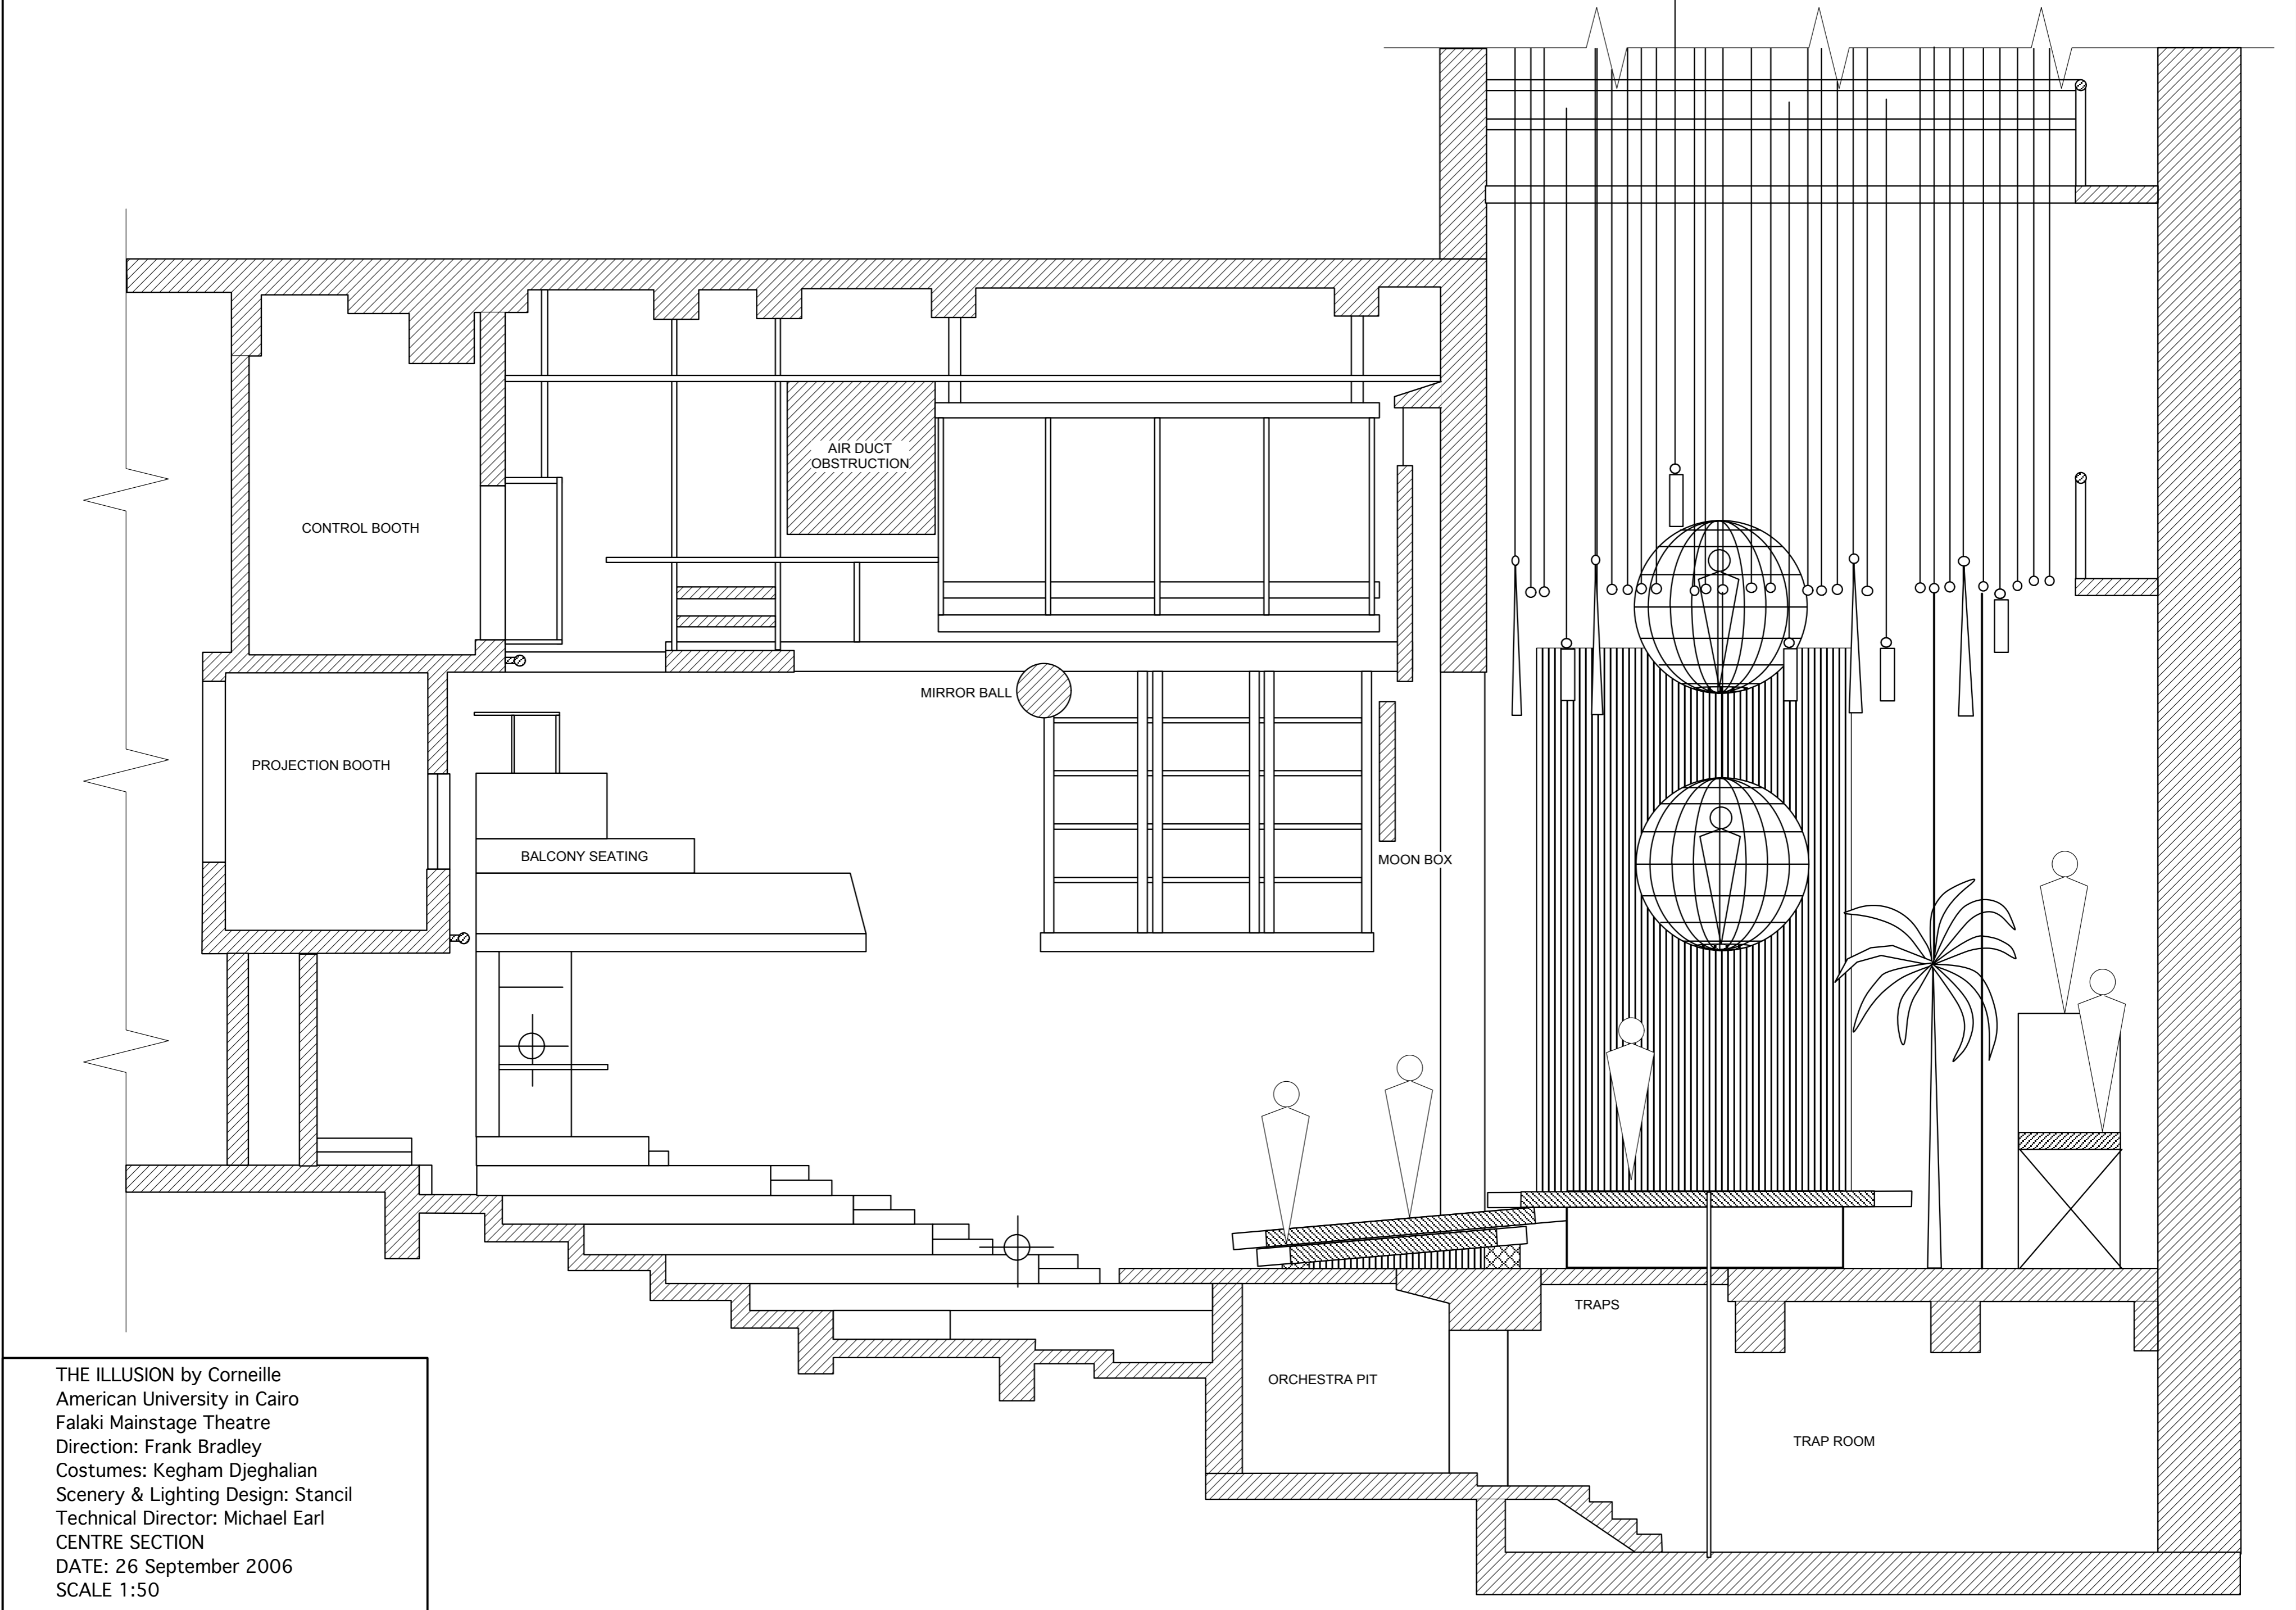 AIR DUCT
OBSTRUCTION
CONTROL BOOTH
MIRROR BALL
PROJECTION BOOTH
BALCONY SEATING
MOON BOX
TRAPS
ORCHESTRA PIT
TRAP ROOM
THE ILLUSION by Corneille
American University in Cairo
Falaki Mainstage Theatre
Direction: Frank Bradley
Costumes: Kegham Djeghalian
Scenery & Lighting Design: Stancil
Technical Director: Michael Earl
CENTRE SECTION
DATE: 26 September 2006
SCALE 1:50